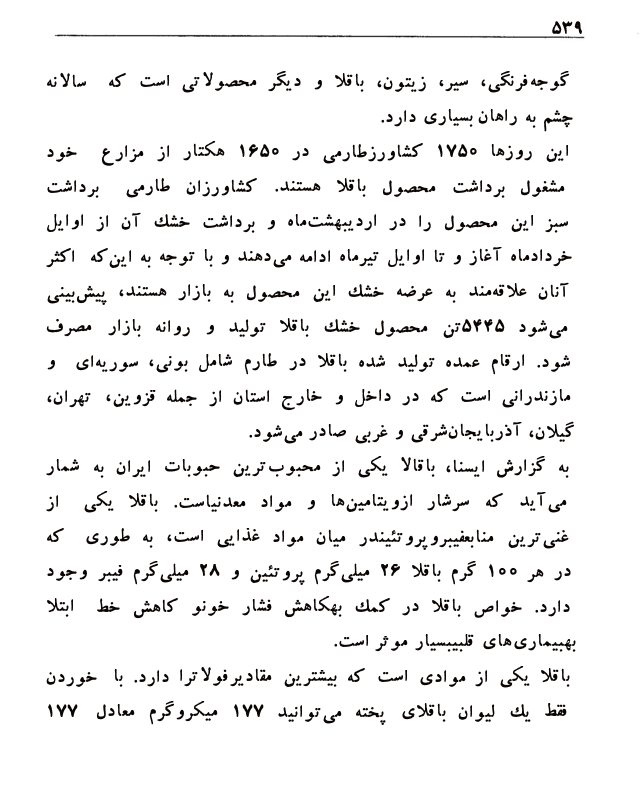 ۵۳۹
گوجه‌فرنگی، سیر، زیتون، باقلا و دیگر محصولاتی است که سالانه
چشم به راهان بسیاری دارد.
این روزها ۱۷۵۰ کشاورزطارمی در ۱۶۵۰ هکتار از مزارع خود
مشغول برداشت محصول باقلا هستند. کشاورزان طارمی برداشت
سبز این محصول را در اردیبهشت‌ماه و برداشت خشك آن از اوایل
خردادماه آغاز و تا اوایل تیرماه ادامه می‌دهند و با توجه به این‌که اکثر
آنان علاقه‌مند به عرضه خشك این محصول به بازار هستند، پیش‌بینی
می‌شود ۵۴۴۵تن محصول خشك باقلا تولید و روانه بازار مصرف
شود. ارقام عمده تولید شده باقلا در طارم شامل بونی، سوریه‌ای و
مازندرانی است که در داخل و خارج استان از جمله قزوین، تهران،
گیلان، آذربایجان‌شرقی و غربی صادر می‌شود.
به گزارش ایسنا، باقالا یکی از محبوب‌ترین حبوبات ایران به شمار
می‌آید که سرشار ازویتامین‌ها و مواد معدنیاست. باقلا یکی از
غنی‌ترین منابعفیبروپروتئیندر میان مواد غذایی است، به طوری که
در هر ۱۰۰ گرم باقلا ۲۶ میلی‌گرم پروتئین و ۲۸ میلی‌گرم فیبر وجود
دارد. خواص باقلا در کمك بهکاهش فشار خونو کاهش خط ابتلا
بهبیماری‌های قلبیبسیار موثر است.
باقلا یکی از موادی است که بیشترین مقادیرفولاترا دارد. با خوردن
فقط یك لیوان باقلای پخته می‌توانید ۱۷۷ میکروگرم معادل ۱۷۷